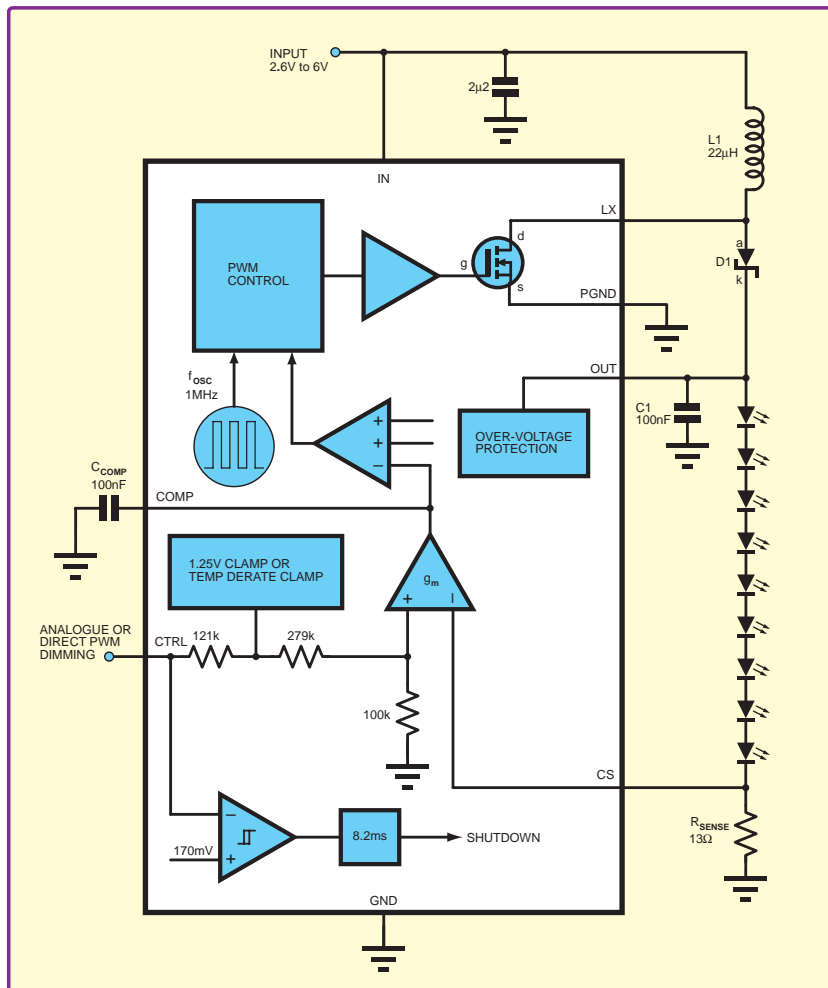 INPUT
2.6V to 6V
2µ2
L1
22µH
IN
LX
d
g
s
a
D1
k
PWM
CONTROL
PGND
OUT
fOSC
1MHz
+
+
−
OVER-VOLTAGE
PROTECTION
C1
100nF
CCOMP
100nF
COMP
1.25V CLAMP OR
TEMP DERATE CLAMP
gm
+
−
ANALOGUE OR
DIRECT PWM
DIMMING
CTRL
121k
279k
100k
CS
RSENSE
13Ω
−
170mV
+
8.2ms
SHUTDOWN
GND